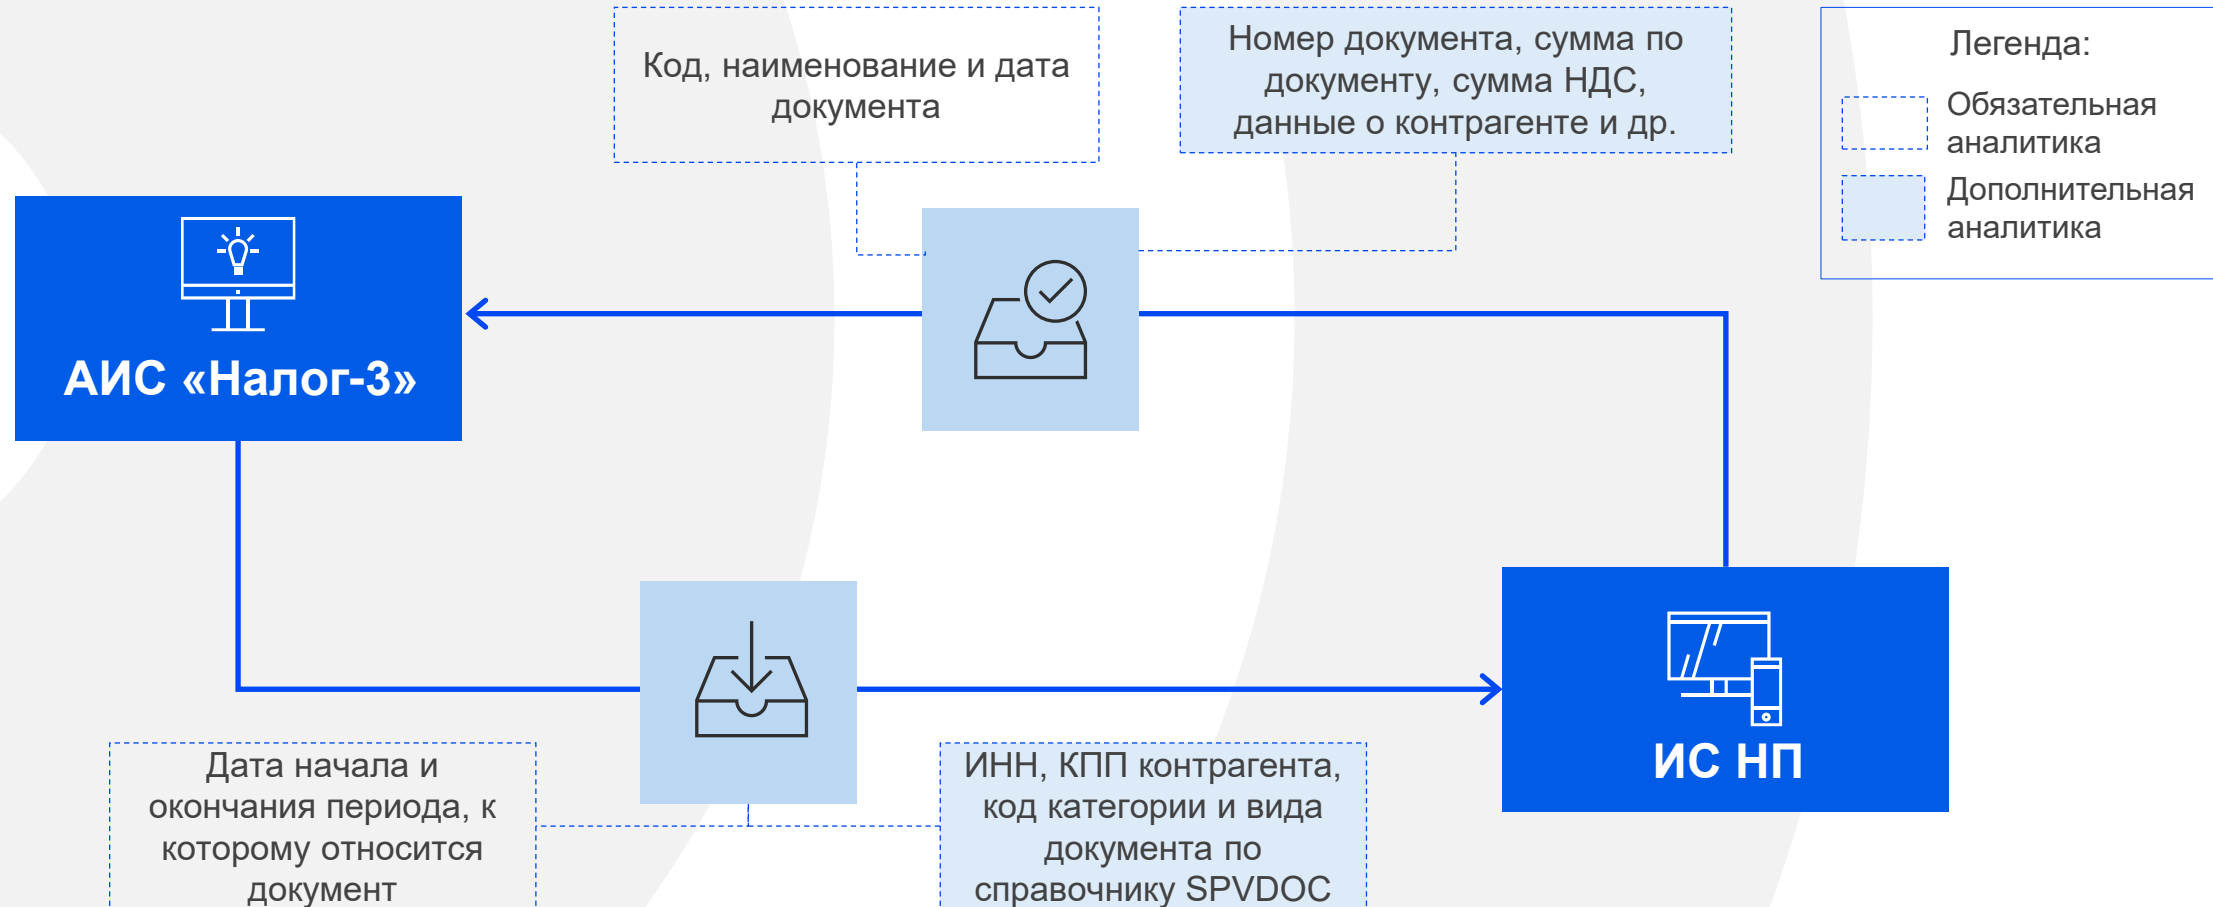 Код, наименование и дата
документа
Номер документа, сумма по
документу, сумма НДС,
данные о контрагенте и др.
Легенда:
Обязательная
аналитика
Дополнительная
аналитика
АИС «Налог-3»
ИС НП
Дата начала и
окончания периода, к
которому относится
документ
ИНН, КПП контрагента,
код категории и вида
документа по
справочнику SPVDOC